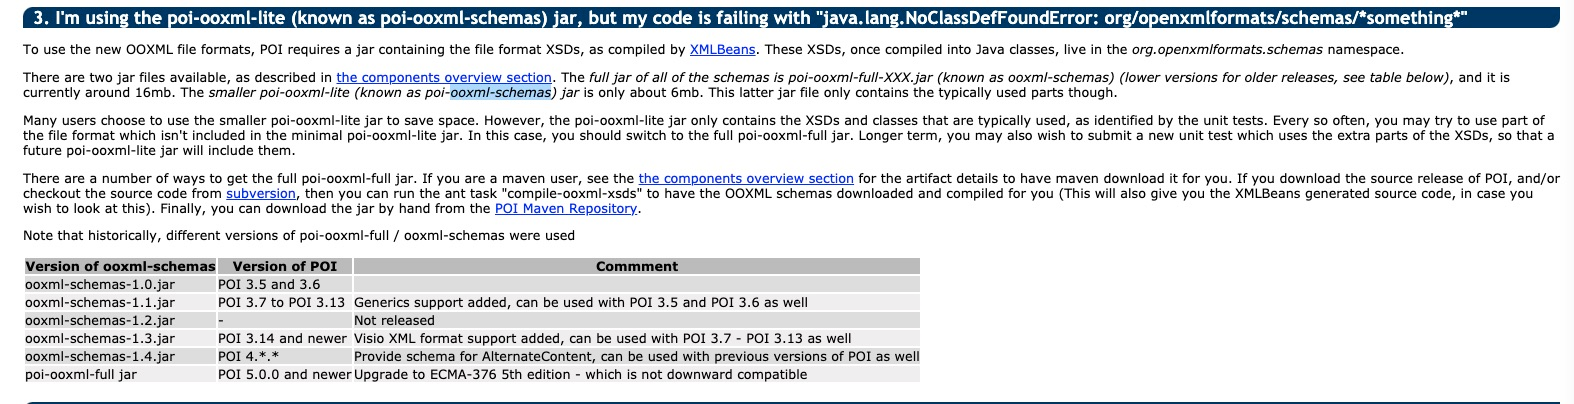 3. I'm using the poi-ooxml-lite (known as poi-ooxml-schemas) jar, but my code is failing with "java.lang.NoClassDefFoundError: org/openxmlformats/schemas/*something*"
To use the new OOXML file formats, POI requires a jar containing the file format XSDs, as compiled by XMLBeans. These XSDs, once compiled into Java classes, live in the org.openxmlformats.schemas namespace.
There are two jar files available, as described in the components overview section. The full jar of all of the schemas is poi-ooxml-full-XXX.jar (known as ooxml-schemas) (lower versions for older releases, see table below), and it is
currently around 16mb. The smaller poi-ooxml-lite (known as poi-ooxml-schemas) jar is only about 6mb. This latter jar file only contains the typically used parts though.
Many users choose to use the smaller poi-ooxml-lite jar to save space. However, the poi-ooxml-lite jar only contains the XSDs and classes that are typically used, as identified by the unit tests. Every so often, you may try to use part of
the file format which isn't included in the minimal poi-ooxml-lite jar. In this case, you should switch to the full poi-ooxml-full jar. Longer term, you may also wish to submit a new unit test which uses the extra parts of the XSDs, so that a
future poi-ooxml-lite jar will include them.
There are a number of ways to get the full poi-ooxml-full jar. If you are a maven user, see the the components overview section for the artifact details to have maven download it for you. If you download the source release of POI, and/or
checkout the source code from subversion, then you can run the ant task "compile-ooxml-xsds" to have the OOXML schemas downloaded and compiled for you (This will also give you the XMLBeans generated source code, in case you
wish to look at this). Finally, you can download the jar by hand from the POI Maven Repository.
Note that historically, different versions of poi-ooxml-full / ooxml-schemas were used
Version of ooxml-schemas Version of POI Commment
ooxml-schemas-1.0.jar POI 3.5 and 3.6
ooxml-schemas-1.1.jar POI 3.7 to POI 3.13 Generics support added, can be used with POI 3.5 and POI 3.6 as well
ooxml-schemas-1.2.jar - Not released
ooxml-schemas-1.3.jar POI 3.14 and newer Visio XML format support added, can be used with POI 3.7 - POI 3.13 as well
ooxml-schemas-1.4.jar POI 4.*.* Provide schema for AlternateContent, can be used with previous versions of POI as well
poi-ooxml-full jar POI 5.0.0 and newer Upgrade to ECMA-376 5th edition - which is not downward compatible